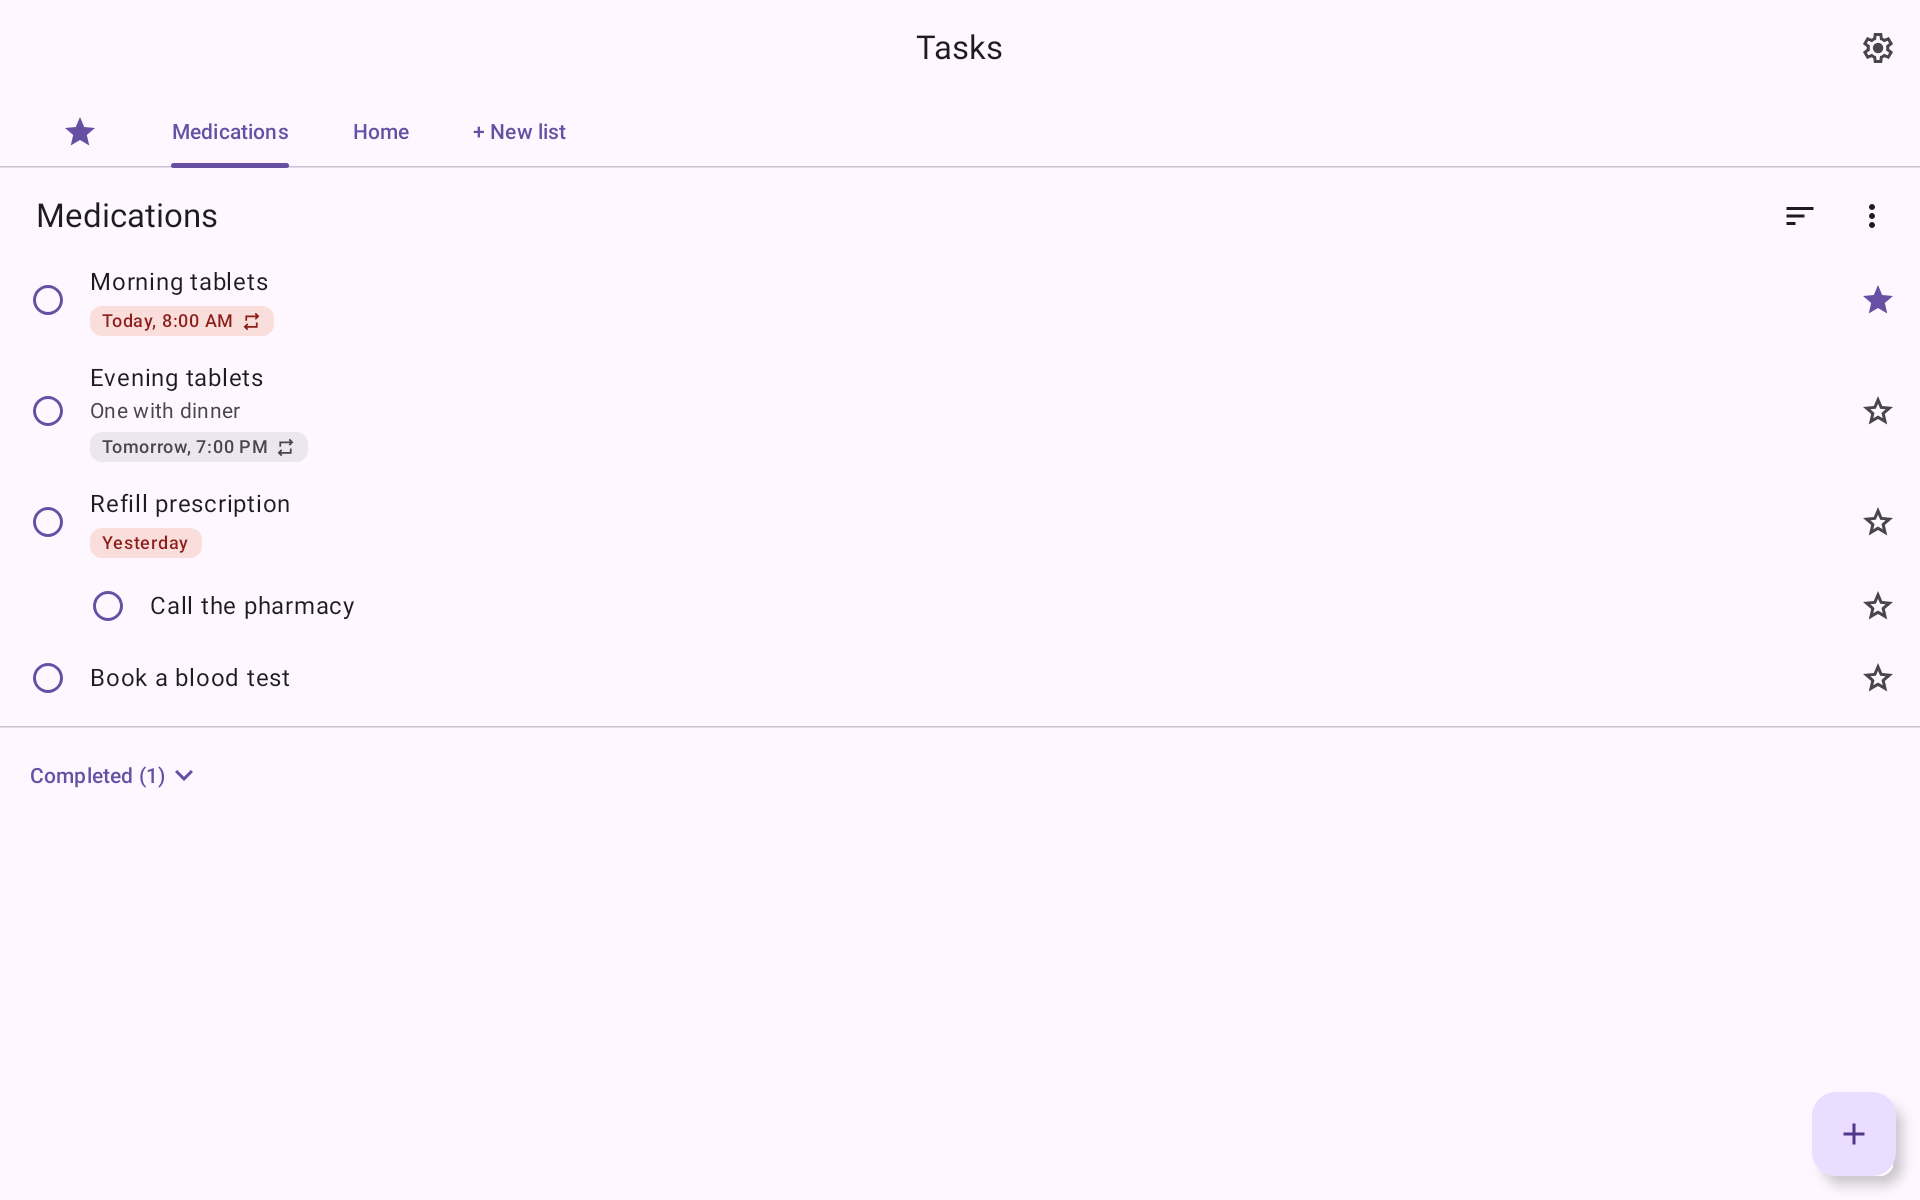 Tasks
Medications
Home
+ New list
Medications
Morning tablets
Today, 8:00 AM
Evening tablets
One with dinner
Tomorrow, 7:00 PM
Refill prescription
Yesterday
Call the pharmacy
Book a blood test
Completed (1)